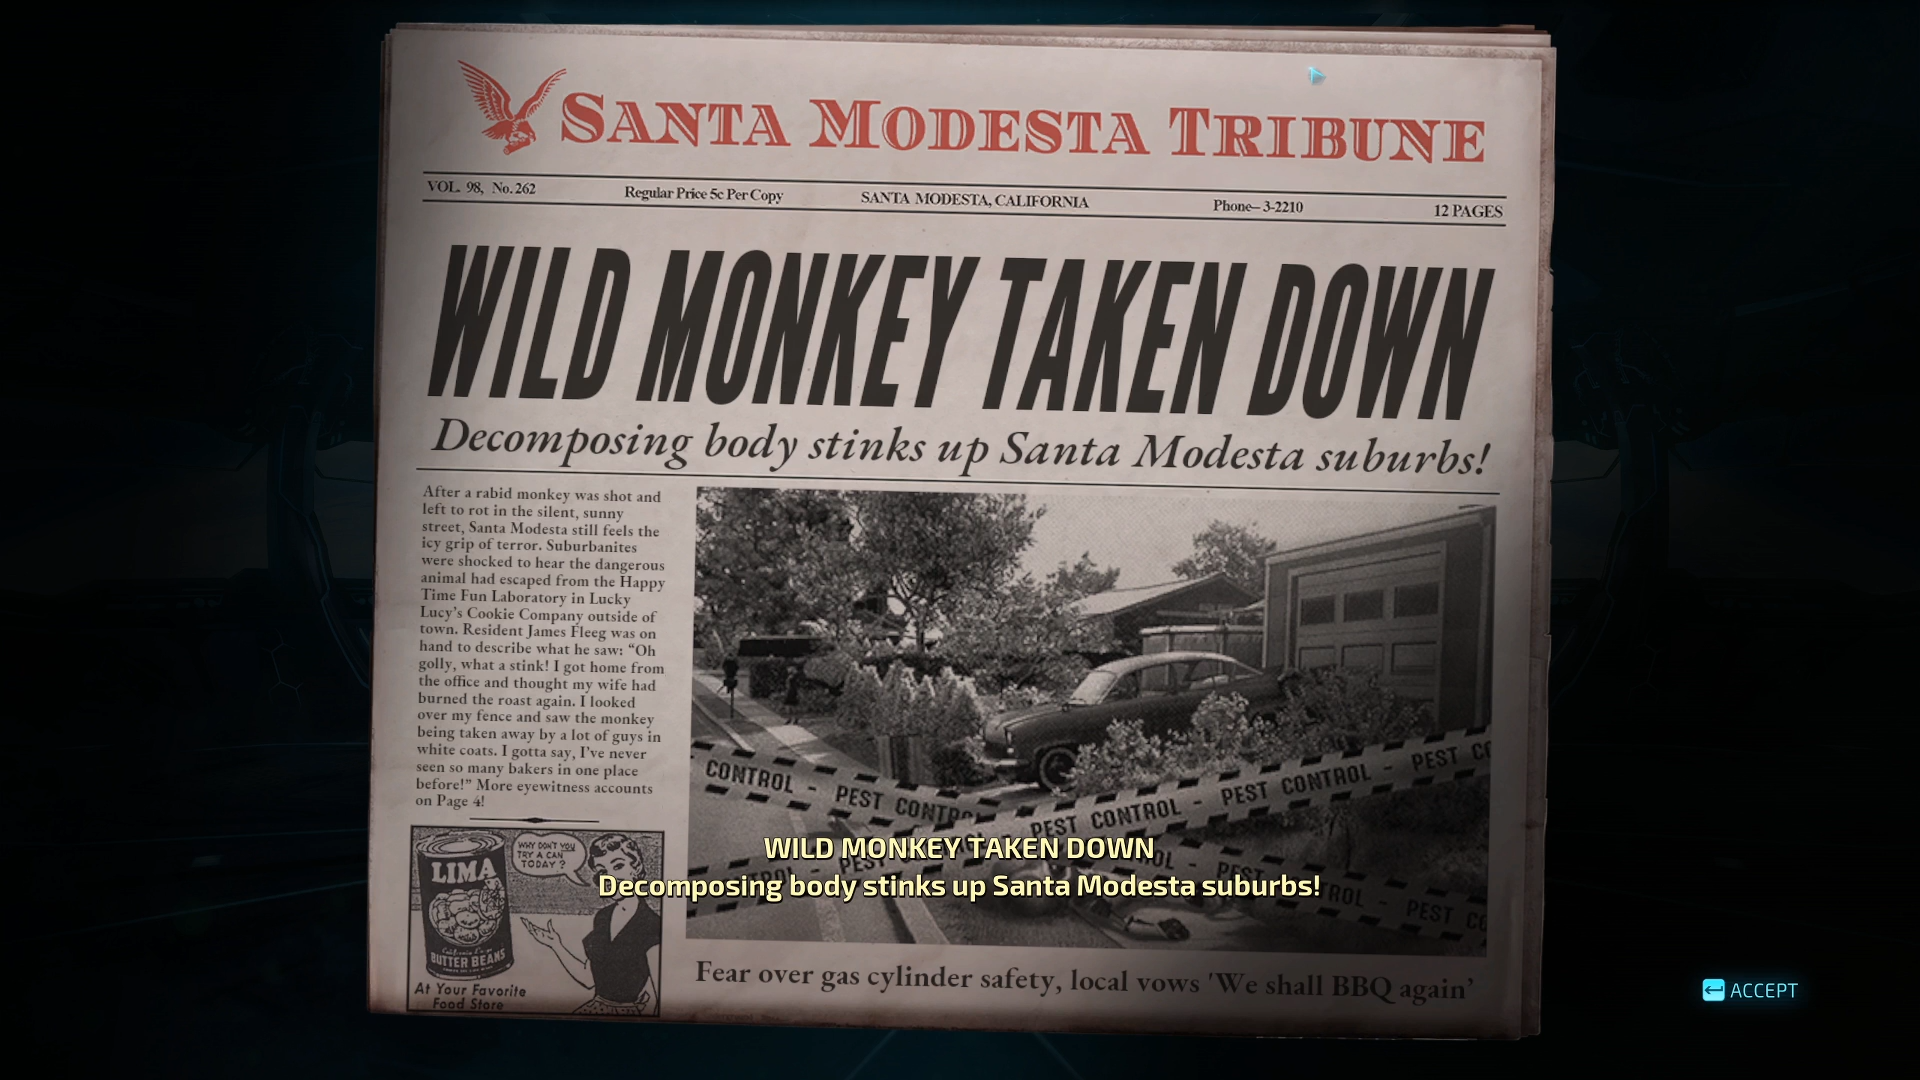 SANTA MODESTA TRIBUNE
VOL. 98, No. 262 Regular Price 5c Per Copy SANTA MODESTA, CALIFORNIA Phone– 3-2210 12 PAGES
WILD MONKEY TAKEN DOWN
Decomposing body stinks up Santa Modesta suburbs!
After a rabid monkey was shot and
left to rot in the silent, sunny
street, Santa Modesta still feels the
icy grip of terror. Suburbanites
were shocked to hear the dangerous
animal had escaped from the Happy
Time Fun Laboratory in Lucky
Lucy's Cookie Company outside of
town. Resident James Fleeg was on
hand to describe what he saw: “Oh
golly, what a stink! I got home from
the office and thought my wife had
burned the roast again. I looked
over my fence and saw the monkey
being taken away by a lot of guys in
white coats. I gotta say, I've never
seen so many bakers in one place
before!” More eyewitness accounts
on Page 4!
WHY DON'T YOU
TRY A CAN
TODAY?
LIMA
BUTTER BEANS
At Your Favorite
Food Store
CONTROL - PEST CONTROL
PEST CONTROL - PEST CONTROL - PEST CO
PEST CO
WILD MONKEY TAKEN DOWN
Decomposing body stinks up Santa Modesta suburbs!
Fear over gas cylinder safety, local vows 'We shall BBQ again'
ACCEPT